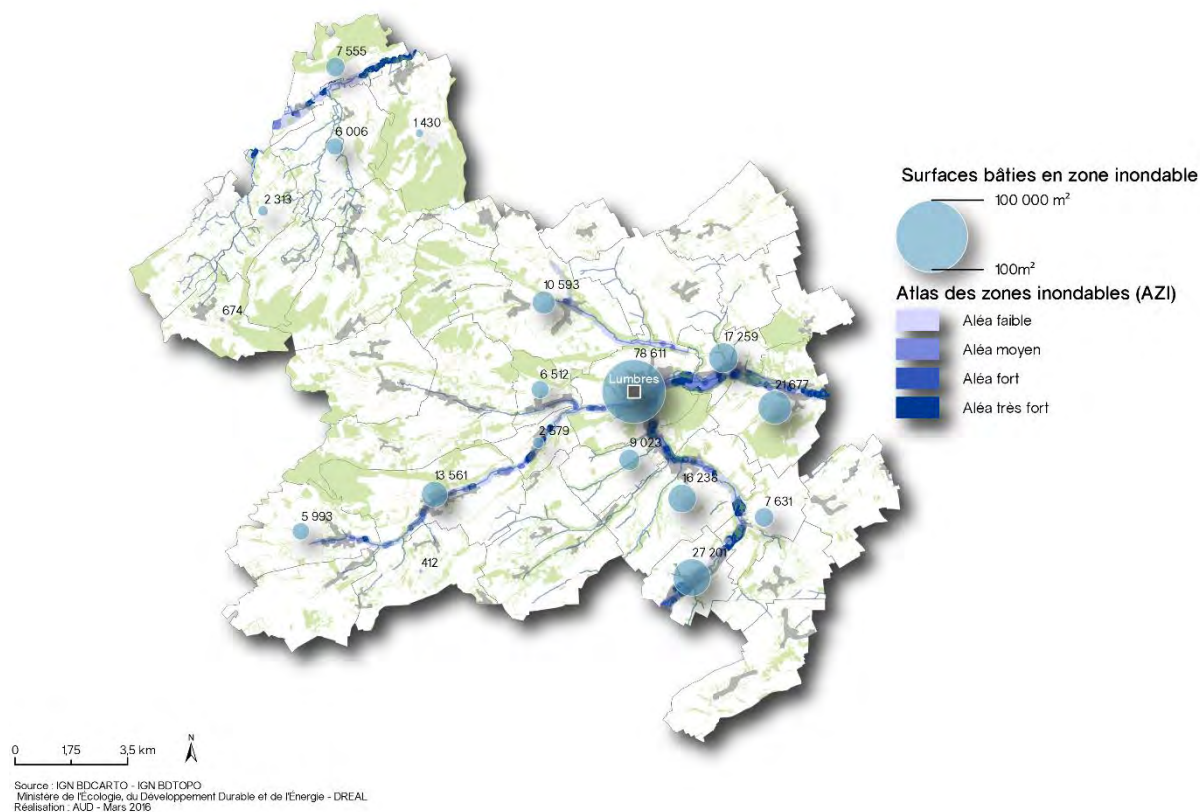 7 555
6 006
1 430
2 313
674
10 593
17 259
78 611
Lumbres
6 512
21 677
2 379
9 023
13 561
16 238
7 631
5 993
27 201
412
Surfaces bâties en zone inondable
100 000 m²
100m²
Atlas des zones inondables (AZI)
Aléa faible
Aléa moyen
Aléa fort
Aléa très fort
0 1,75 3,5 km
N
Source : IGN BDCARTO - IGN BDTOPO
Ministère de l'Écologie, du Développement Durable et de l'Énergie - DREAL
Réalisation : AUD - Mars 2016